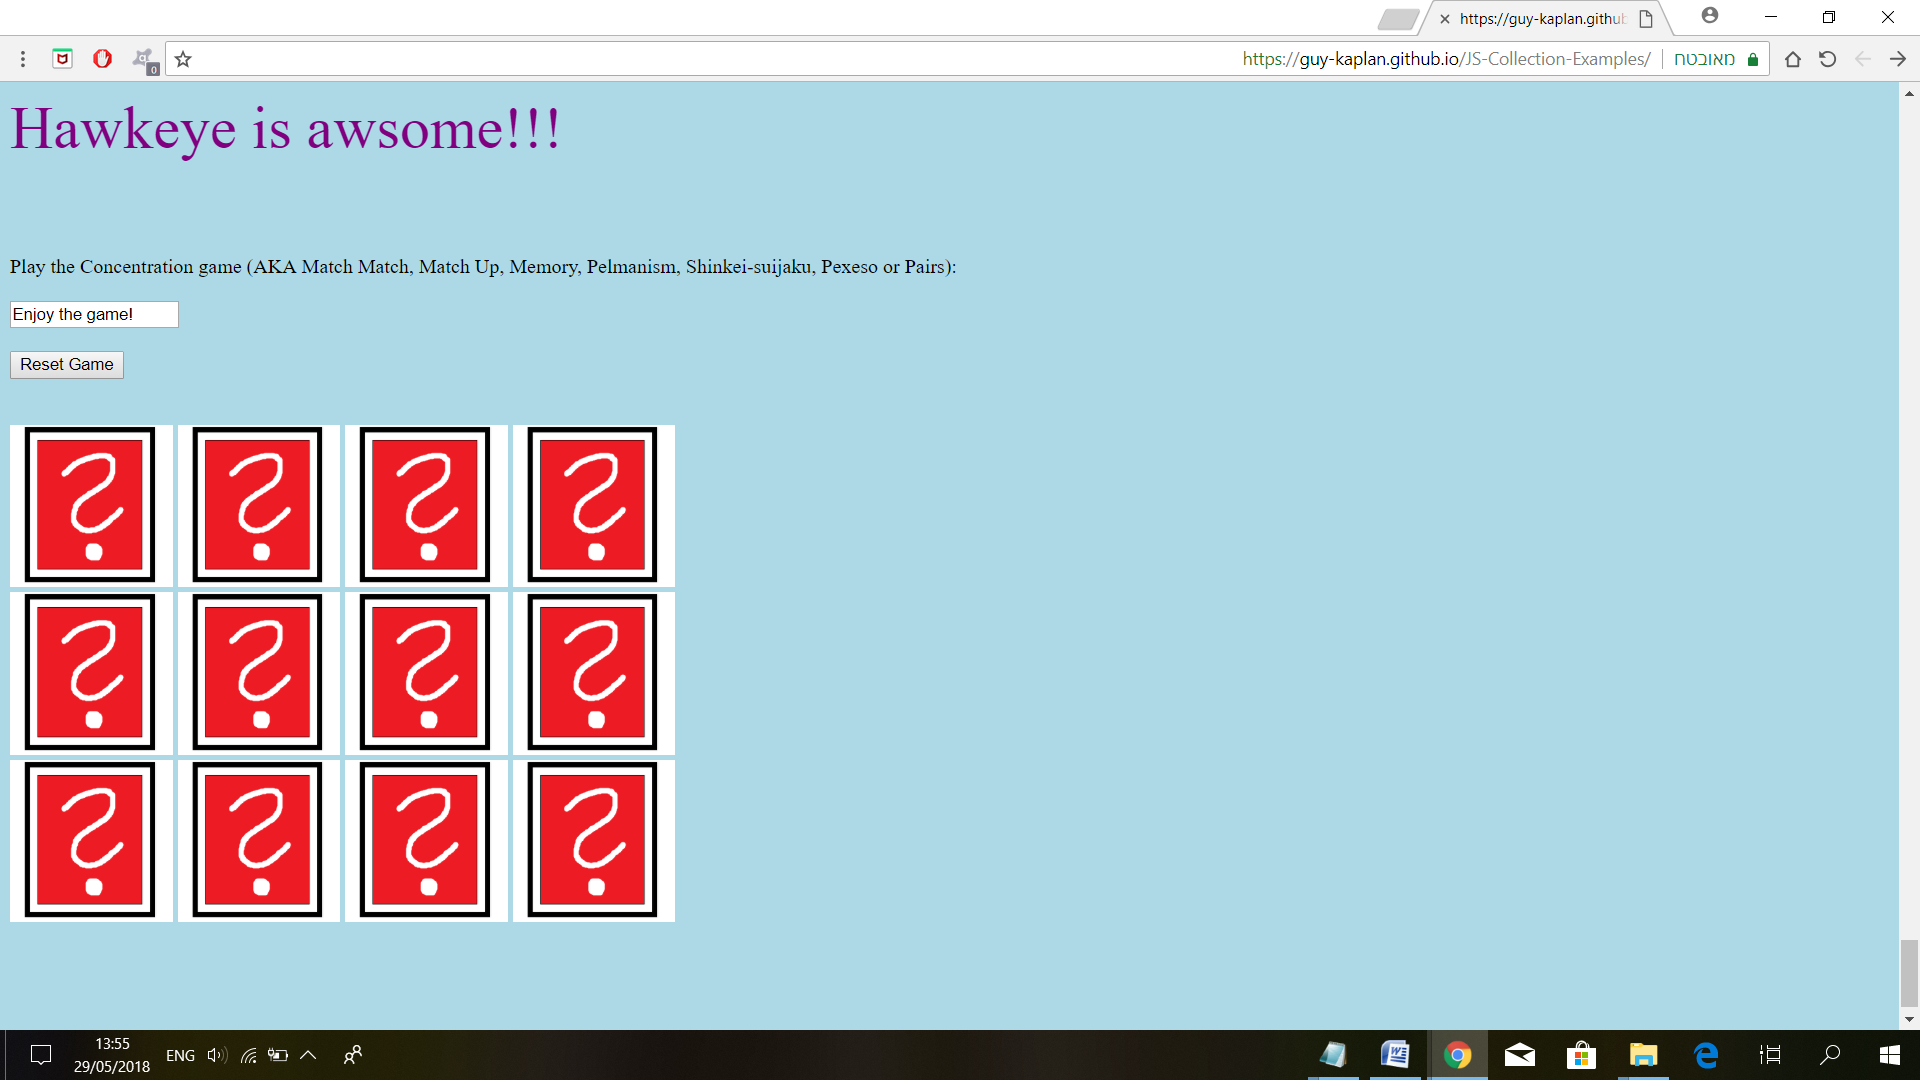 https://guy-kaplan.github
https://guy-kaplan.github.io/JS-Collection-Examples/ מאובטח
0
Hawkeye is awsome!!!
Play the Concentration game (AKA Match Match, Match Up, Memory, Pelmanism, Shinkei-suijaku, Pexeso or Pairs):
Enjoy the game!
Reset Game
? ? ? ?
? ? ? ?
? ? ? ?
13:55
29/05/2018
ENG